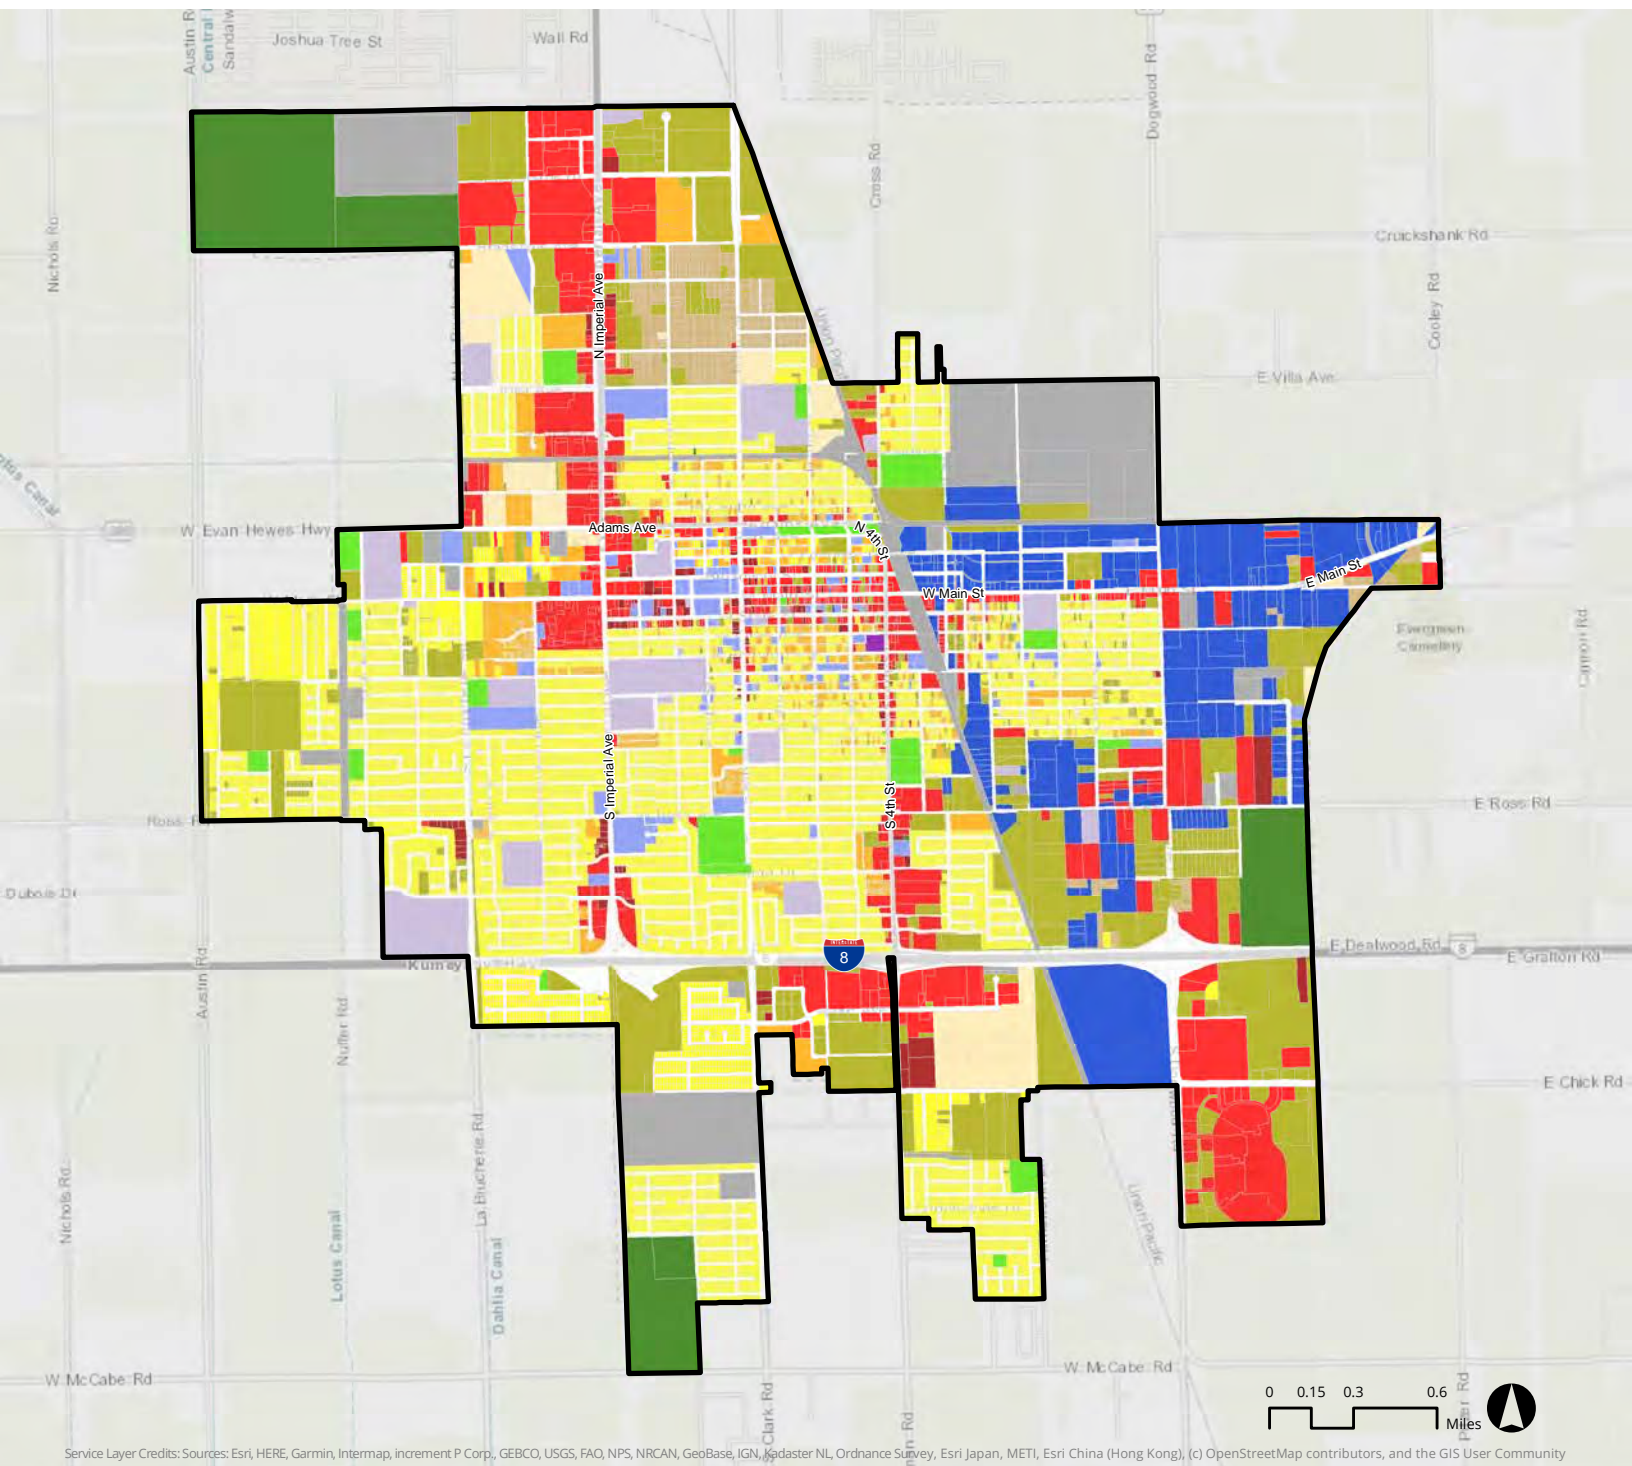 Joshua Tree St
Wall Rd
Austin R
Central
Sandalw
Dogwood Rd
Cross Rd
Nichols Rd
Cruickshank Rd
Cooley Rd
N Imperial Ave
Union Pacif
E Villa Ave
Canal
W Evan Hewes Hwy
Adams Ave
N 4th St
E Main St
W Main St
Evergreen
Cemetery
S Imperial Ave
S 4th St
E Ross Rd
Ross R
Dubois Dr
8
E Dealwood Rd
8
E Gralton Rd
Kumey
Austin Rd
Nuffer Rd
E Chick Rd
La Brucherie Rd
Nichols Rd
Lotus Canal
Dahlia Canal
Union Pacific
W McCabe Rd
W McCabe Rd
S Clark Rd
0 0.15 0.3 0.6
Miles
Service Layer Credits: Sources: Esri, HERE, Garmin, Intermap, increment P Corp., GEBCO, USGS, FAO, NPS, NRCAN, GeoBase, IGN, Kadaster NL, Ordnance Survey, Esri Japan, METI, Esri China (Hong Kong), (c) OpenStreetMap contributors, and the GIS User Community